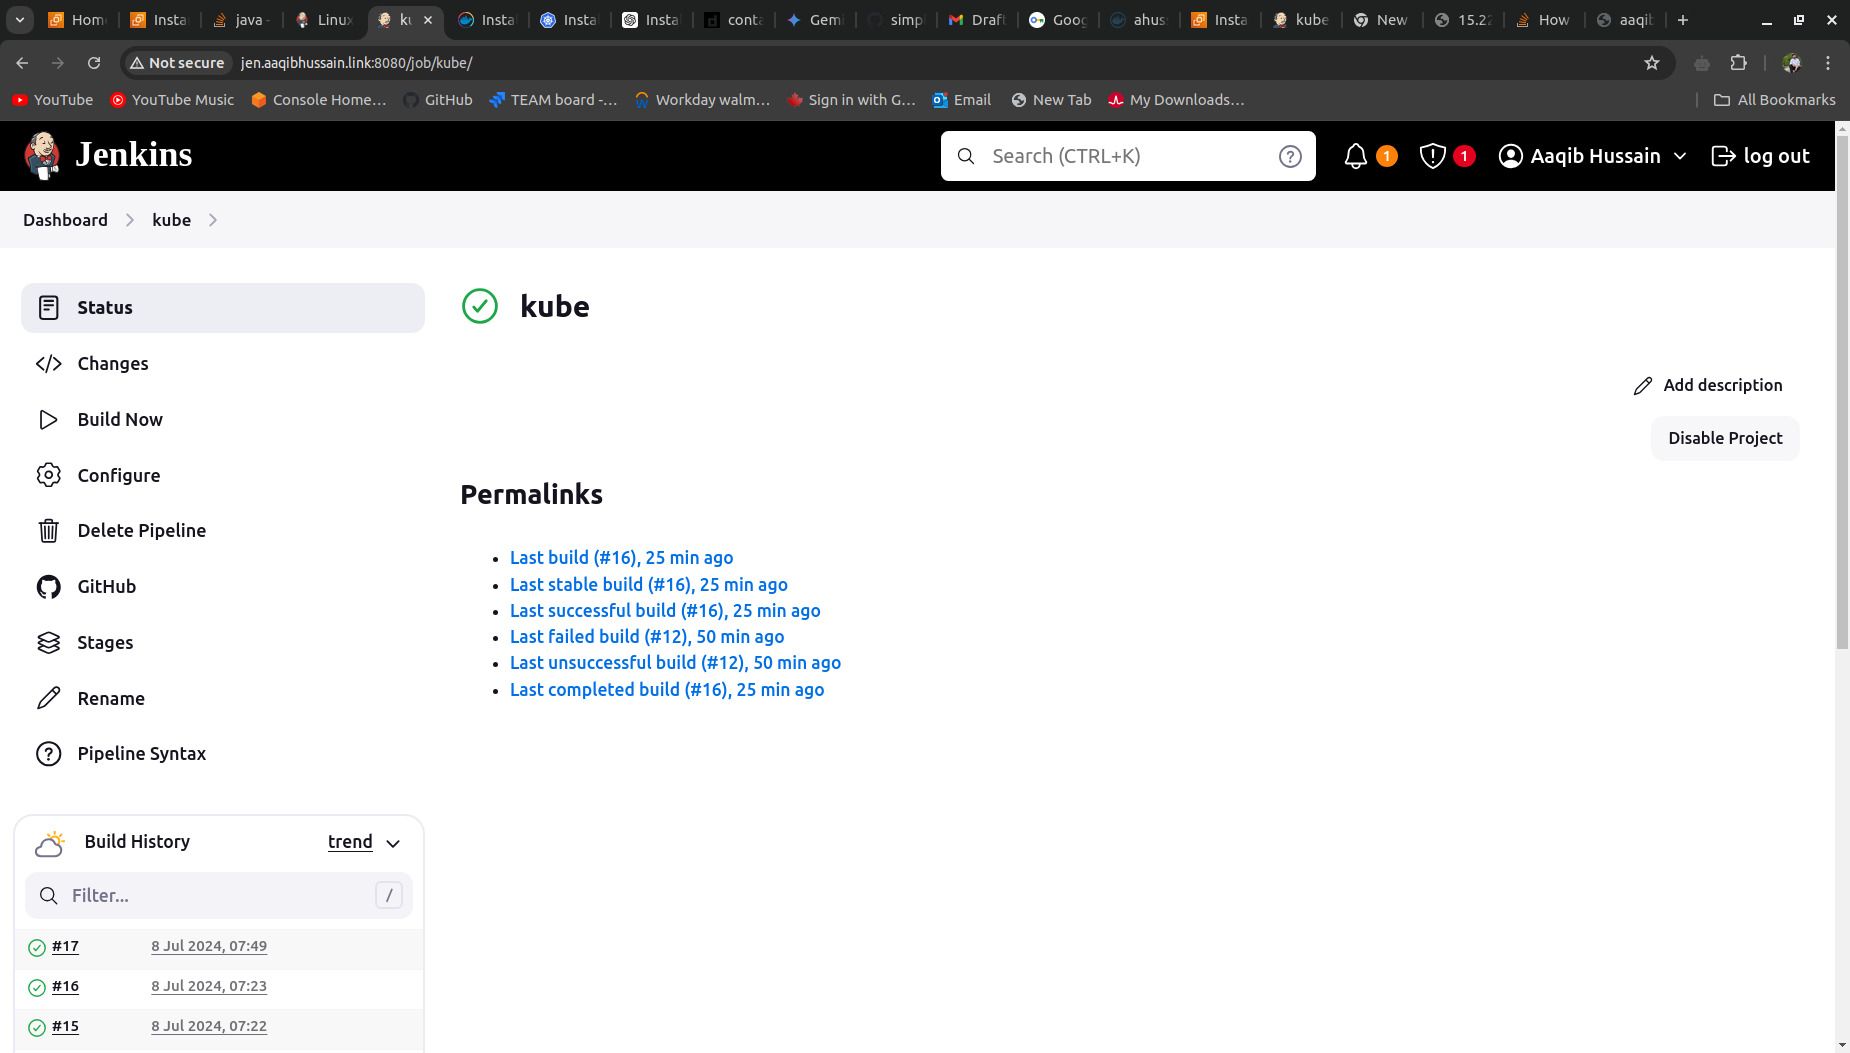 Home
Insta
java -
Linux
ku
Instal
Instal
Instal
conta
Gemi
simpl
Draft
Goog
ahus
Insta
kube
New
15.22
How
aaqib
Not secure jen.aaqibhussain.link:8080/job/kube/
YouTube YouTube Music Console Home... GitHub TEAM board -... Workday walm... Sign in with G... Email New Tab My Downloads... All Bookmarks
Jenkins
Search (CTRL+K) ?
1
1
Aaqib Hussain
log out
Dashboard kube
Status
Changes
Build Now
Configure
Delete Pipeline
GitHub
Stages
Rename
Pipeline Syntax
Build History trend
Filter... /
#17 8 Jul 2024, 07:49
#16 8 Jul 2024, 07:23
#15 8 Jul 2024, 07:22
kube
Add description
Disable Project
Permalinks
Last build (#16), 25 min ago
Last stable build (#16), 25 min ago
Last successful build (#16), 25 min ago
Last failed build (#12), 50 min ago
Last unsuccessful build (#12), 50 min ago
Last completed build (#16), 25 min ago